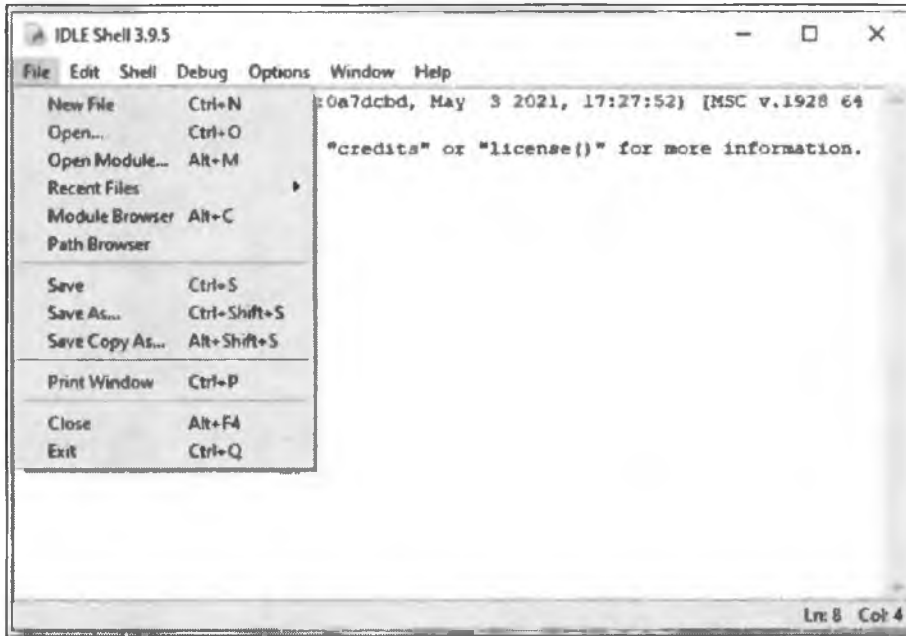 IDLE Shell 3.9.5
File Edit Shell Debug Options Window Help
New File Ctrl+N
:0a7dcbd, May 3 2021, 17:27:52) [MSC v.1928 64
Open... Ctrl+O
Open Module... Alt+M
"credits" or "license()" for more information.
Recent Files
Module Browser Alt+C
Path Browser
Save Ctrl+S
Save As... Ctrl+Shift+S
Save Copy As... Alt+Shift+S
Print Window Ctrl+P
Close Alt+F4
Exit Ctrl+Q
Ln: 8 Col: 4